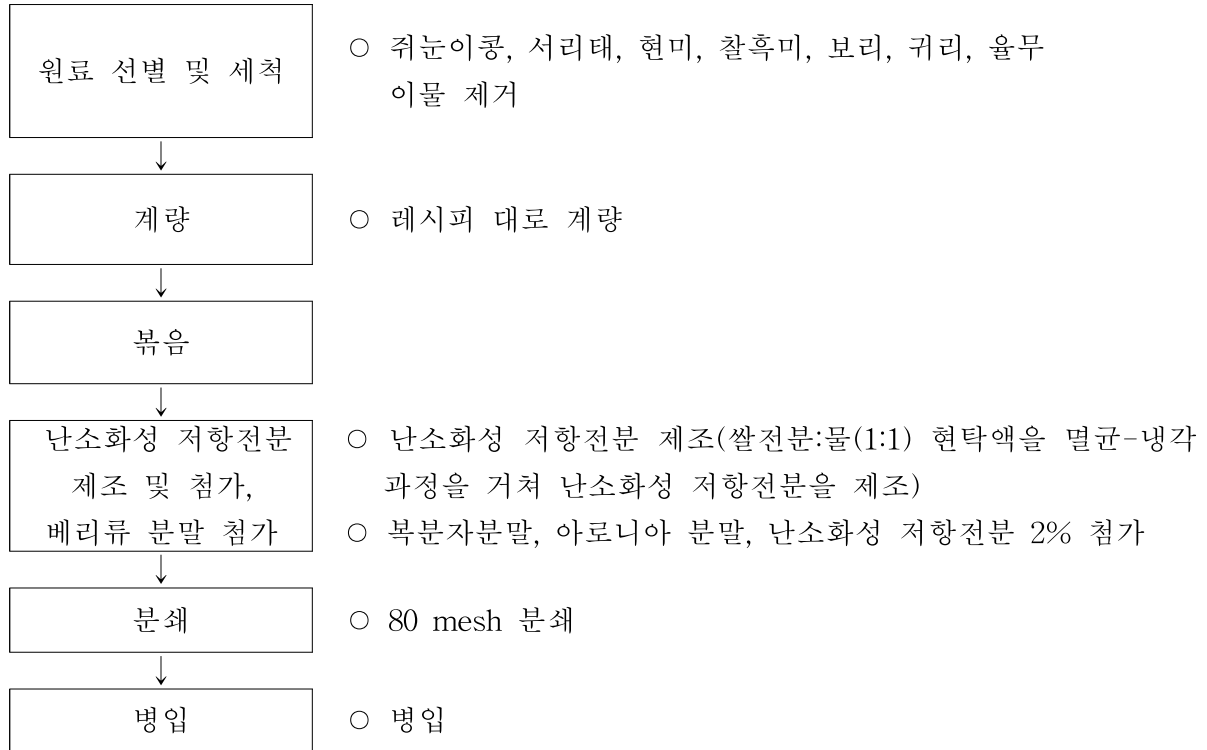 원료 선별 및 세척
○ 쥐눈이콩, 서리태, 현미, 찰흑미, 보리, 귀리, 율무
이물 제거
계량
○ 레시피 대로 계량
볶음
난소화성 저항전분
제조 및 첨가,
베리류 분말 첨가
○ 난소화성 저항전분 제조(쌀전분:물(1:1) 현탁액을 멸균-냉각
과정을 거쳐 난소화성 저항전분을 제조)
○ 복분자분말, 아로니아 분말, 난소화성 저항전분 2% 첨가
분쇄
○ 80 mesh 분쇄
병입
○ 병입